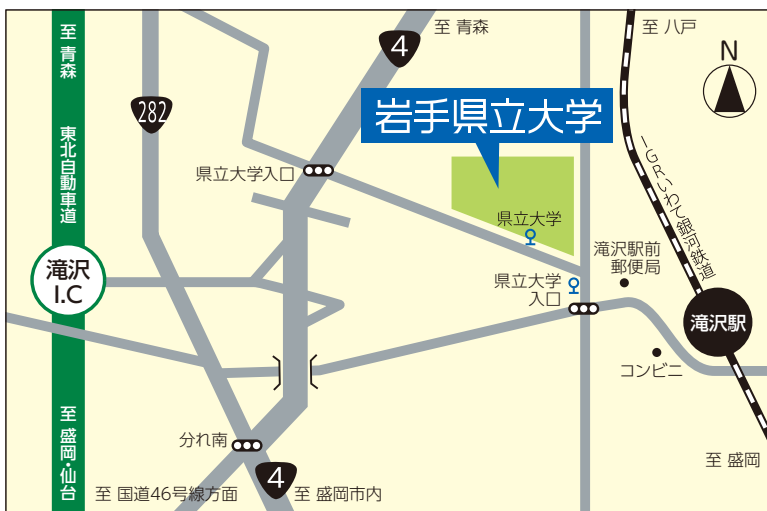 至 青森
東北自動車道
滝沢
I.C
至 盛岡・仙台
282
至 青森
4
至 八戸
N
岩手県立大学
県立大学入口
IGRいわて銀河鉄道
県立大学
滝沢駅前
郵便局
県立大学
入口
滝沢駅
コンビニ
分れ南
4
至 国道46号線方面
至 盛岡市内
至 盛岡